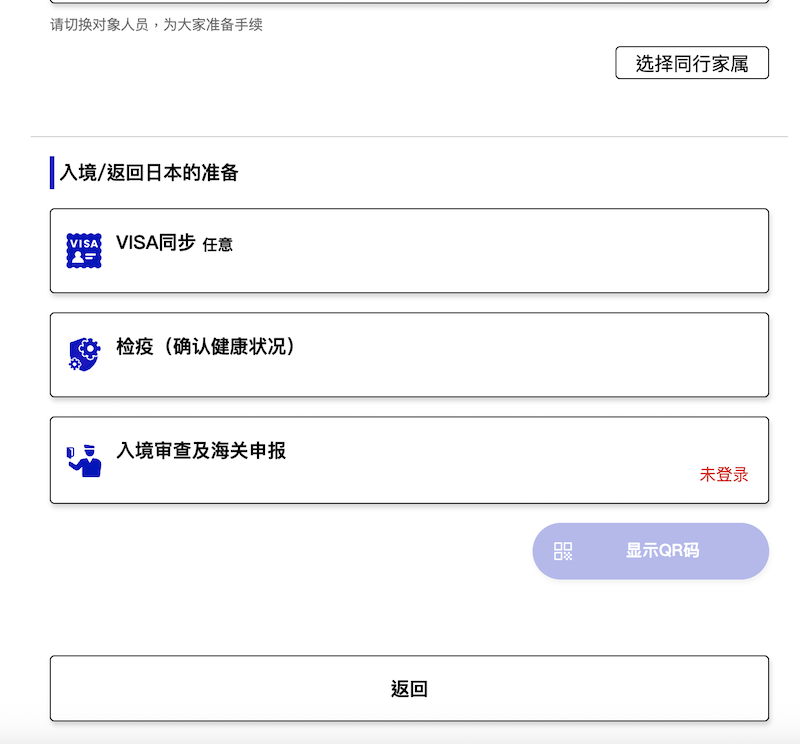 请切换对象人员，为大家准备手续
选择同行家属
入境/返回日本的准备
VISA
VISA同步 任意
检疫（确认健康状况）
入境审查及海关申报
未登录
显示QR码
返回